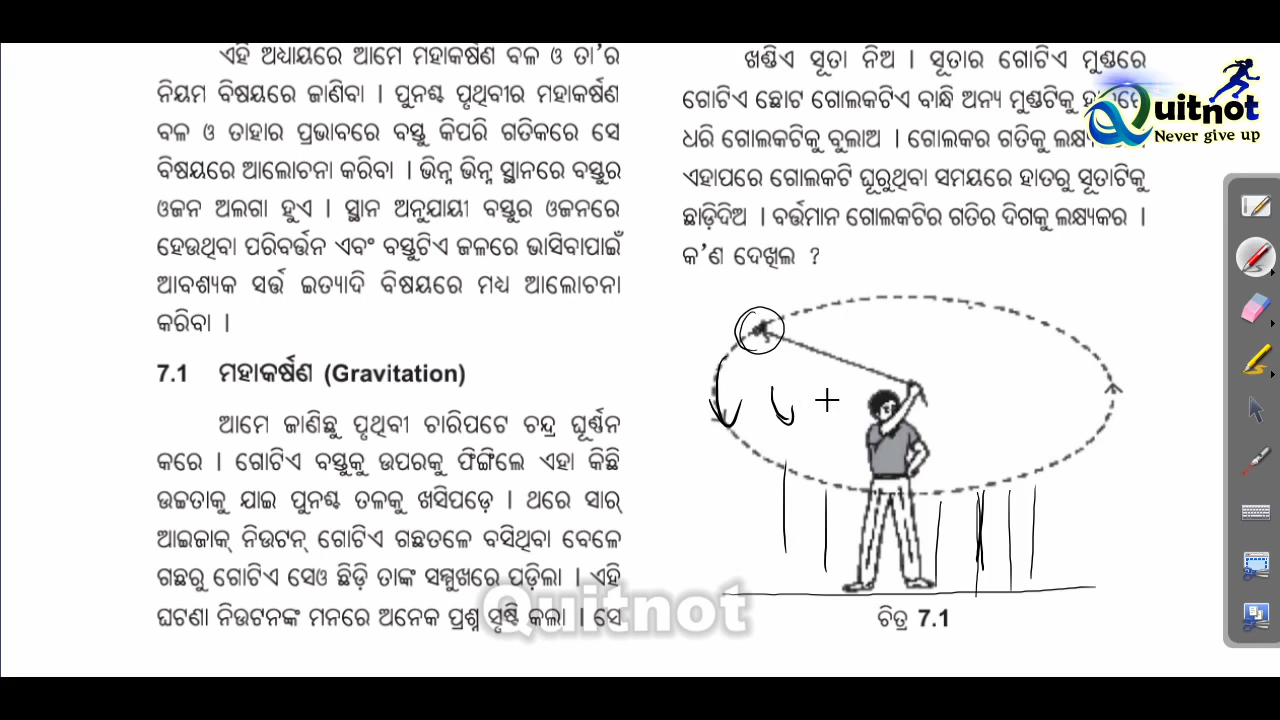 ଏହି ଅଧ୍ୟାୟରେ ଆମେ ମହାକର୍ଷଣ ବଳ ଓ ତା'ର
ନିୟମ ବିଷୟରେ ଜାଣିବା । ପୁନଶ୍ଚ ପୃଥିବୀର ମହାକର୍ଷଣ
ବଳ ଓ ତାହାର ପ୍ରଭାବରେ ବସ୍ତୁ କିପରି ଗତିକରେ ସେ
ବିଷୟରେ ଆଲୋଚନା କରିବା । ଭିନ୍ନ ଭିନ୍ନ ସ୍ଥାନରେ ବସ୍ତୁର
ଓଜନ ଅଲଗା ହୁଏ । ସ୍ଥାନ ଅନୁଯାୟୀ ବସ୍ତୁର ଓଜନରେ
ହେଉଥିବା ପରିବର୍ତ୍ତନ ଏବଂ ବସ୍ତୁଟିଏ ଜଳରେ ଭାସିବାପାଇଁ
ଆବଶ୍ୟକ ସର୍ତ୍ତ ଇତ୍ୟାଦି ବିଷୟରେ ମଧ୍ୟ ଆଲୋଚନା
କରିବା ।
7.1 ମହାକର୍ଷଣ (Gravitation)
ଆମେ ଜାଣିଛୁ ପୃଥିବୀ ଚାରିପଟେ ଚନ୍ଦ୍ର ଘୂର୍ଣ୍ଣନ
କରେ । ଗୋଟିଏ ବସ୍ତୁକୁ ଉପରକୁ ଫିଙ୍ଗିଲେ ଏହା କିଛି
ଉଚ୍ଚତାକୁ ଯାଇ ପୁନଶ୍ଚ ତଳକୁ ଖସିପଡ଼େ । ଥରେ ସାର୍
ଆଇଜାକ୍ ନିଉଟନ୍ ଗୋଟିଏ ଗଛତଳେ ବସିଥିବା ବେଳେ
ଗଛରୁ ଗୋଟିଏ ସେଓ ଛିଡ଼ି ତାଙ୍କ ସମ୍ମୁଖରେ ପଡ଼ିଲା । ଏହି
ଘଟଣା ନିଉଟନଙ୍କ ମନରେ ଅନେକ ପ୍ରଶ୍ନ ସୃଷ୍ଟି କଲା । ସେ
ଖଣ୍ଡିଏ ସୂତା ନିଅ । ସୂତାର ଗୋଟିଏ ମୁଣ୍ଡରେ
ଗୋଟିଏ ଛୋଟ ଗୋଲକଟିଏ ବାନ୍ଧି ଅନ୍ୟ ମୁଣ୍ଡଟିକୁ
ଧରି ଗୋଲକଟିକୁ ବୁଲାଅ । ଗୋଲକର ଗତିକୁ
ଏହାପରେ ଗୋଲକଟି ଘୂରୁଥିବା ସମୟରେ ହାତରୁ ସୂତାଟିକୁ
ଛାଡ଼ିଦିଅ । ବର୍ତ୍ତମାନ ଗୋଲକଟିର ଗତିର ଦିଗକୁ ଲକ୍ଷ୍ୟକର ।
କ'ଣ ଦେଖିଲ ?
ଚିତ୍ର 7.1
Quitnot
Never give up
Quitnot